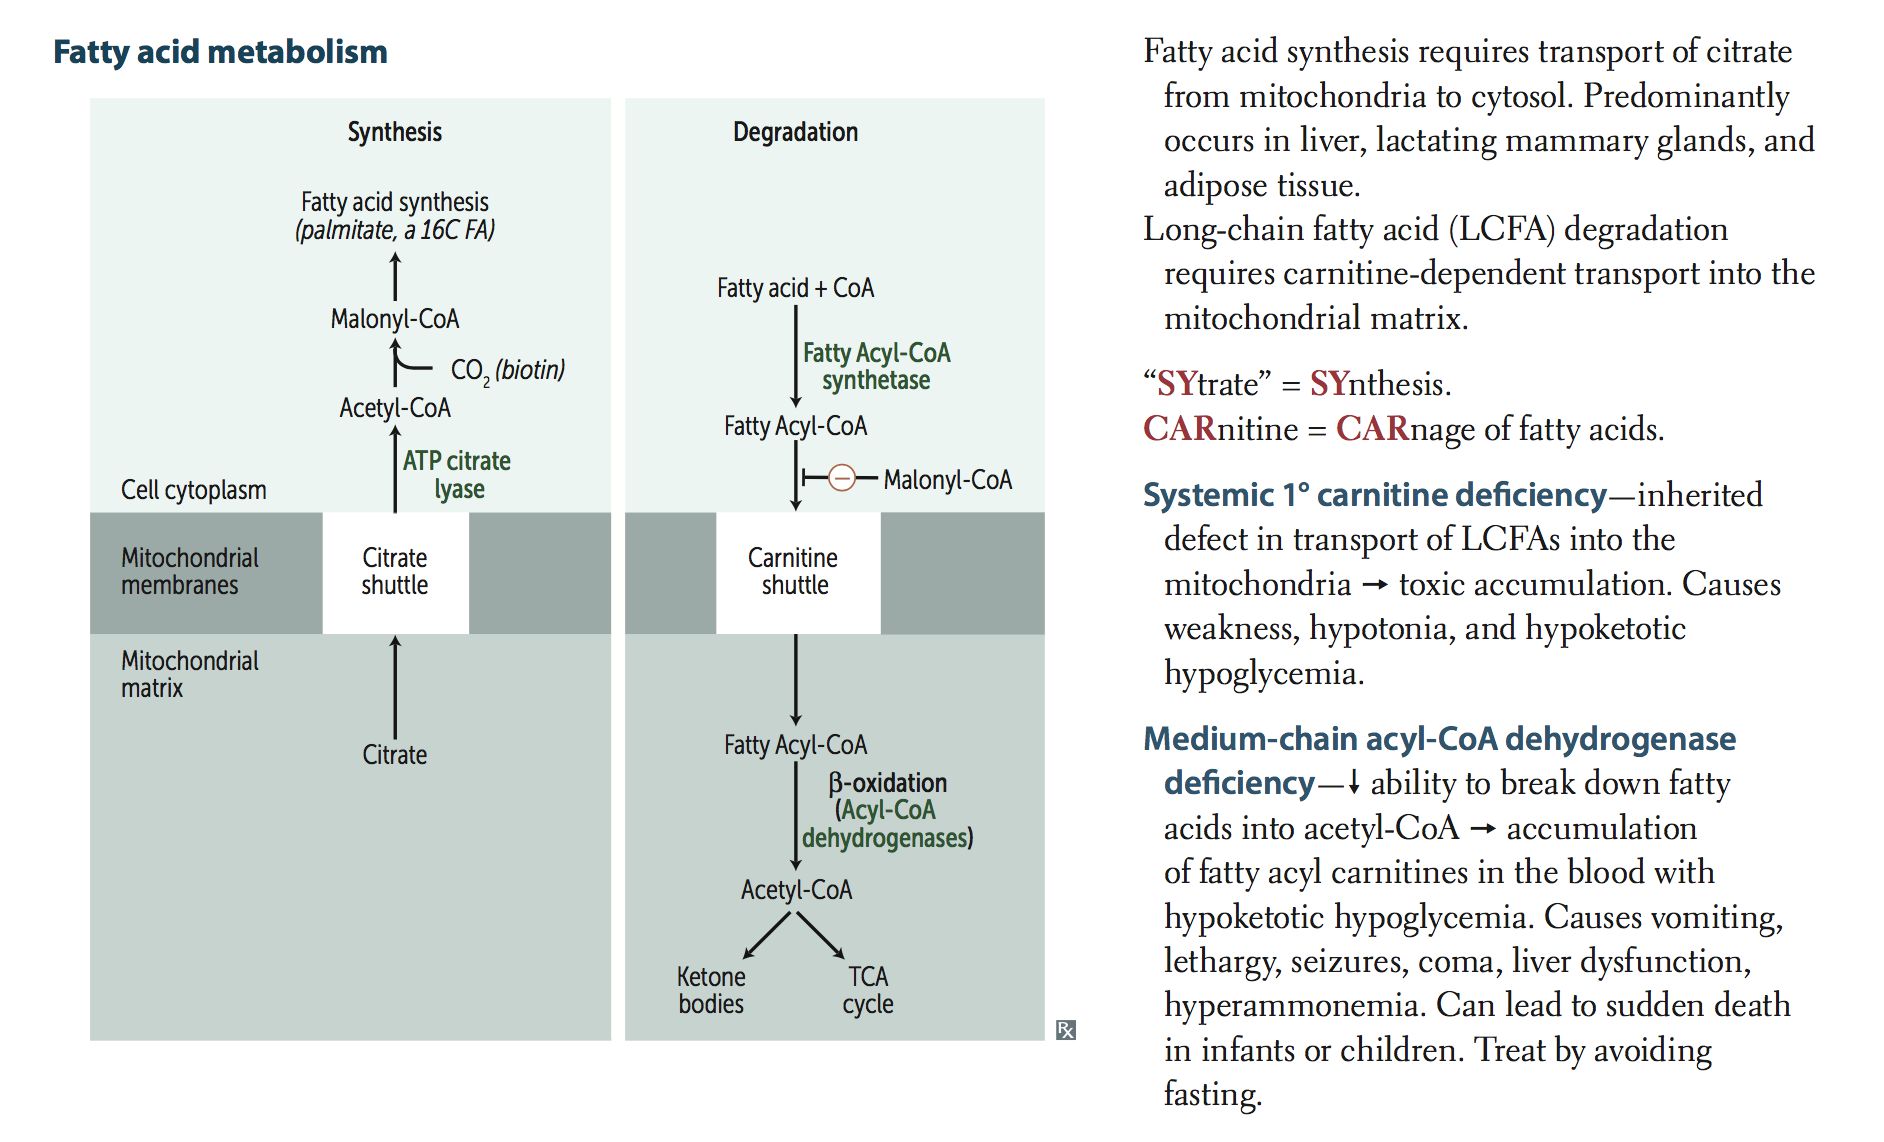 Fatty acid metabolism
Synthesis
Fatty acid synthesis
(palmitate, a 16C FA)
Malonyl-CoA
CO2 (biotin)
Acetyl-CoA
ATP citrate
lyase
Cell cytoplasm
Mitochondrial
membranes
Citrate
shuttle
Mitochondrial
matrix
Citrate
Degradation
Fatty acid + CoA
Fatty Acyl-CoA
synthetase
Fatty Acyl-CoA
Malonyl-CoA
Carnitine
shuttle
Fatty Acyl-CoA
β-oxidation
(Acyl-CoA
dehydrogenases)
Acetyl-CoA
Ketone
bodies
TCA
cycle
Rx
Fatty acid synthesis requires transport of citrate
from mitochondria to cytosol. Predominantly
occurs in liver, lactating mammary glands, and
adipose tissue.
Long-chain fatty acid (LCFA) degradation
requires carnitine-dependent transport into the
mitochondrial matrix.
“SYtrate” = SYnthesis.
CARnitine = CARnage of fatty acids.
Systemic 1° carnitine deficiency—inherited
defect in transport of LCFAs into the
mitochondria → toxic accumulation. Causes
weakness, hypotonia, and hypoketotic
hypoglycemia.
Medium-chain acyl-CoA dehydrogenase
deficiency—↓ ability to break down fatty
acids into acetyl-CoA → accumulation
of fatty acyl carnitines in the blood with
hypoketotic hypoglycemia. Causes vomiting,
lethargy, seizures, coma, liver dysfunction,
hyperammonemia. Can lead to sudden death
in infants or children. Treat by avoiding
fasting.